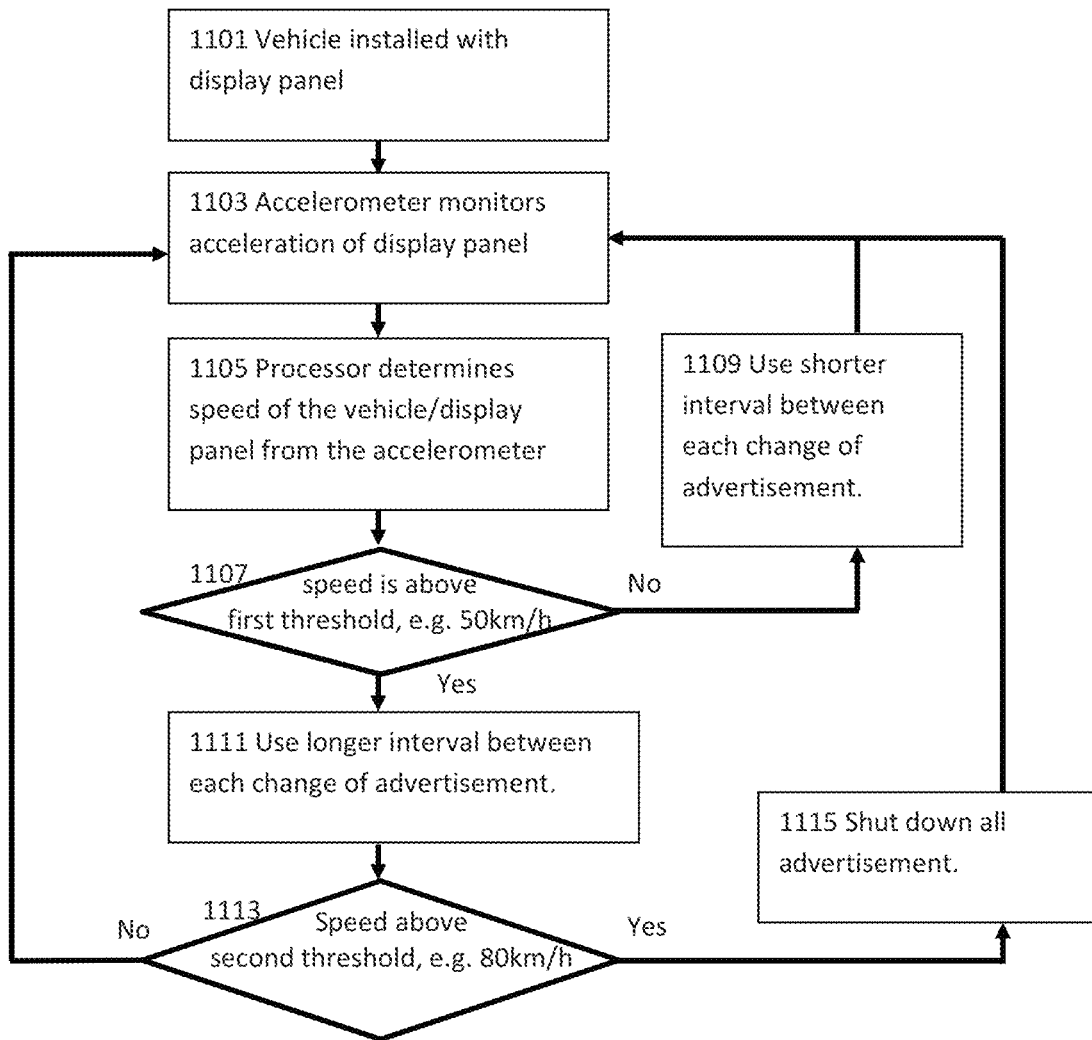 1101 Vehicle installed with
display panel
1103 Accelerometer monitors
acceleration of display panel
1105 Processor determines
speed of the vehicle/display
panel from the accelerometer
1109 Use shorter
interval between
each change of
advertisement.
1107
speed is above
first threshold, e.g. 50km/h
No
Yes
1111 Use longer interval between
each change of advertisement.
1115 Shut down all
advertisement.
1113
Speed above
second threshold, e.g. 80km/h
No
Yes